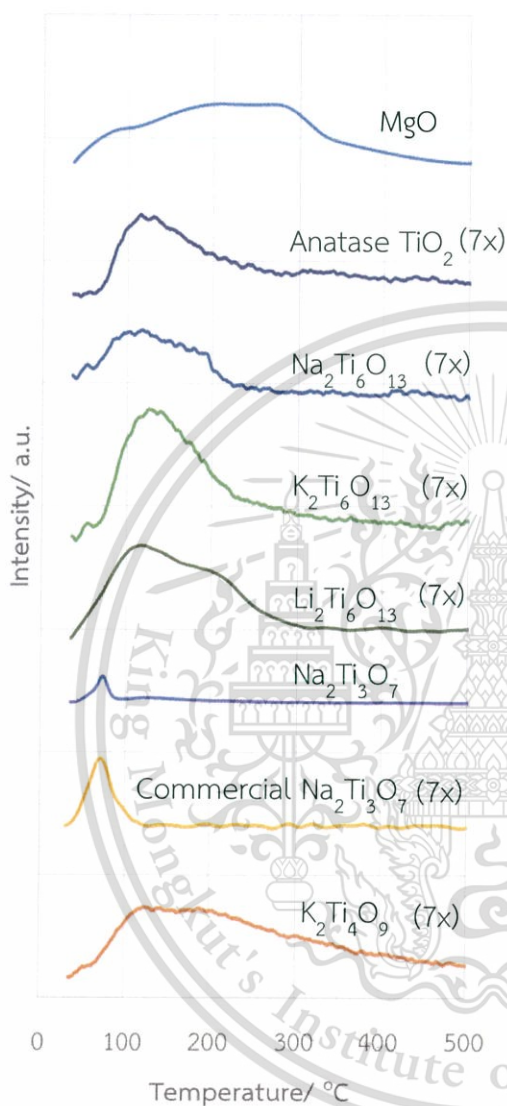 MgO
Anatase TiO₂ (7x)
Na₂Ti₆O₁₃ (7x)
K₂Ti₆O₁₃ (7x)
Li₂Ti₆O₁₃ (7x)
Na₂Ti₃O₇
Commercial Na₂Ti₃O₇ (7x)
K₂Ti₄O₉ (7x)
Intensity/ a.u.
0 100 200 300 400 500
Temperature/ °C
King Mongkut's Institute o